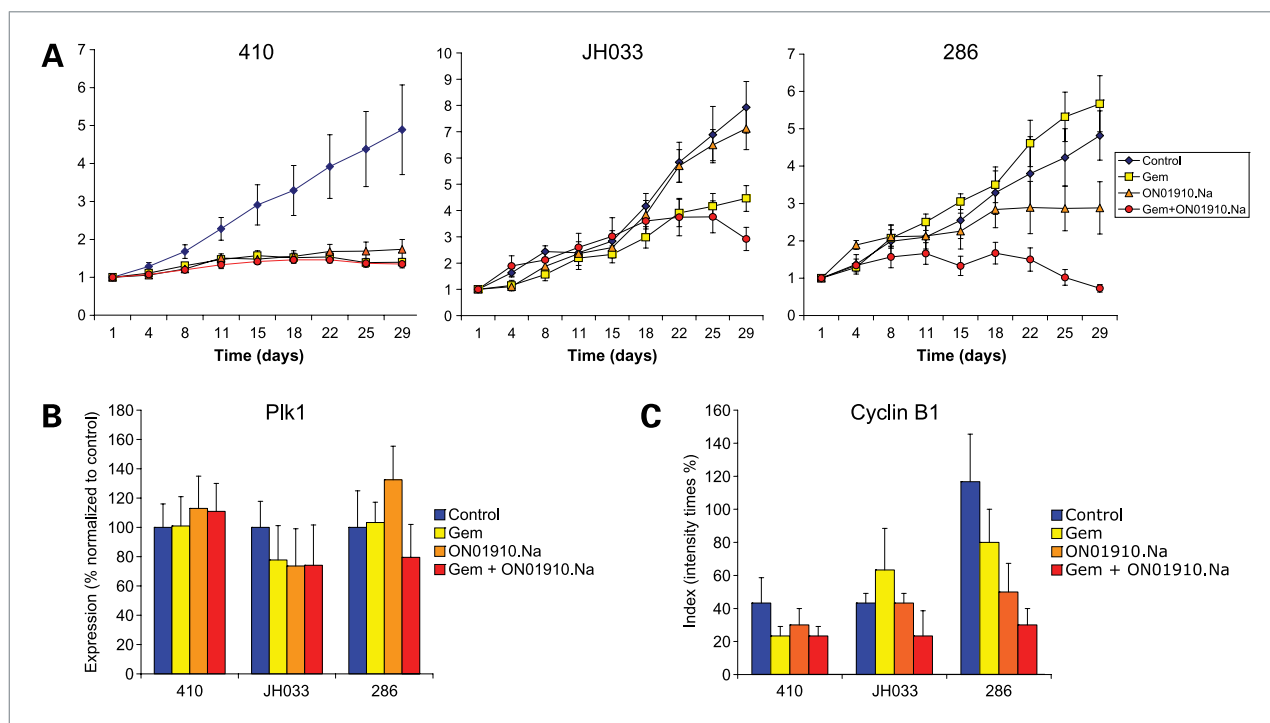 A
410
7
6
5
4
3
2
1
0
1 4 8 11 15 18 22 25 29
Time (days)
JH033
10
9
8
7
6
5
4
3
2
1
0
1 4 8 11 15 18 22 25 29
Time (days)
286
7
6
5
4
3
2
1
0
1 4 8 11 15 18 22 25 29
Time (days)
Control
Gem
ON01910.Na
Gem+ON01910.Na
B
Plk1
Expression (% normalized to control)
180
160
140
120
100
80
60
40
20
0
410 JH033 286
Control
Gem
ON01910.Na
Gem + ON01910.Na
C
Cyclin B1
Index (intensity times %)
160
140
120
100
80
60
40
20
0
410 JH033 286
Control
Gem
ON01910.Na
Gem + ON01910.Na